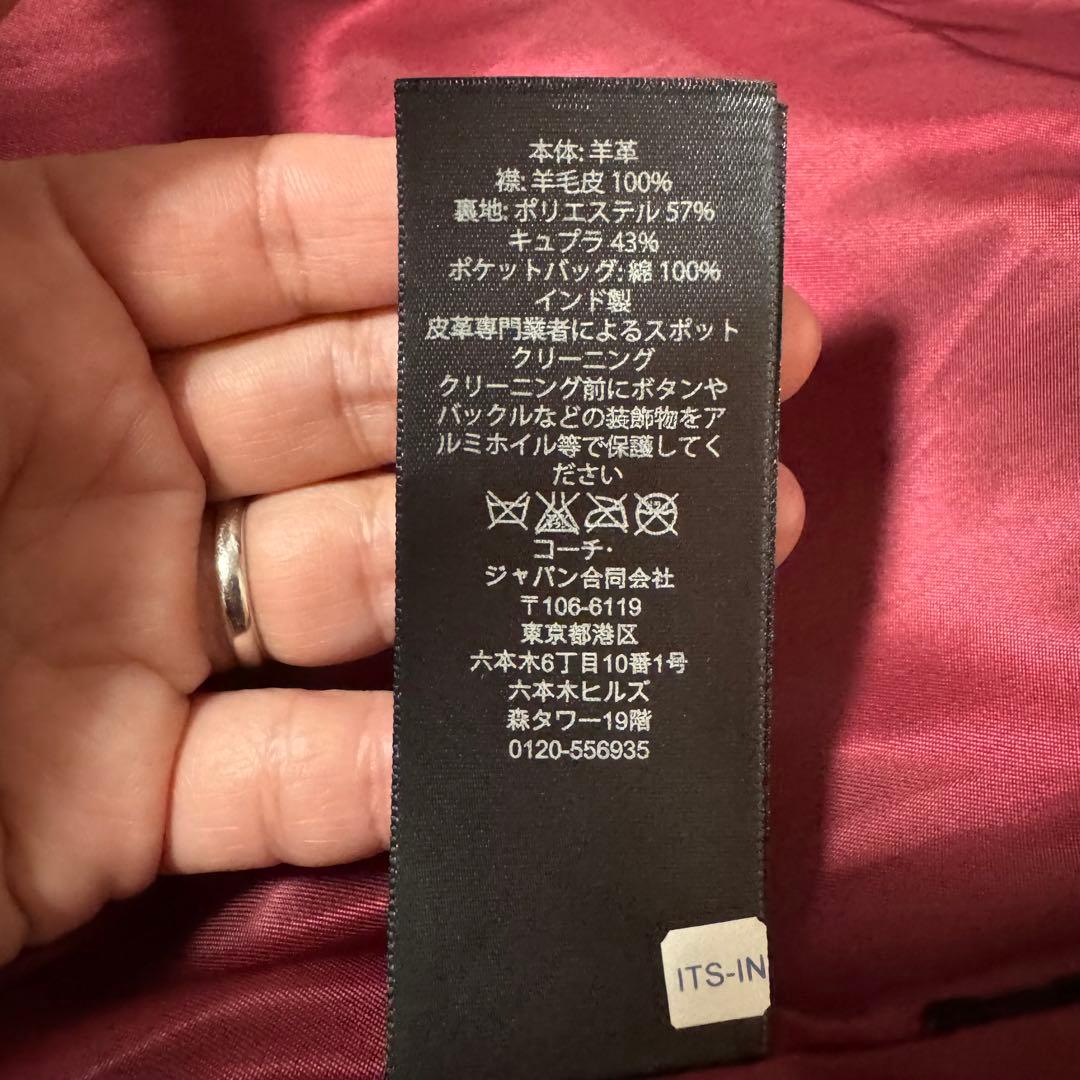 本体: 羊革
襟: 羊毛皮 100%
裏地: ポリエステル 57%
キュプラ 43%
ポケットバッグ: 綿 100%
インド製
皮革専門業者によるスポット
クリーニング
クリーニング前にボタンや
バックルなどの装飾物をア
ルミホイル等で保護してく
ださい
コーチ・
ジャパン合同会社
〒106-6119
東京都港区
六本木6丁目10番1号
六本木ヒルズ
森タワー19階
0120-556935
ITS-IN